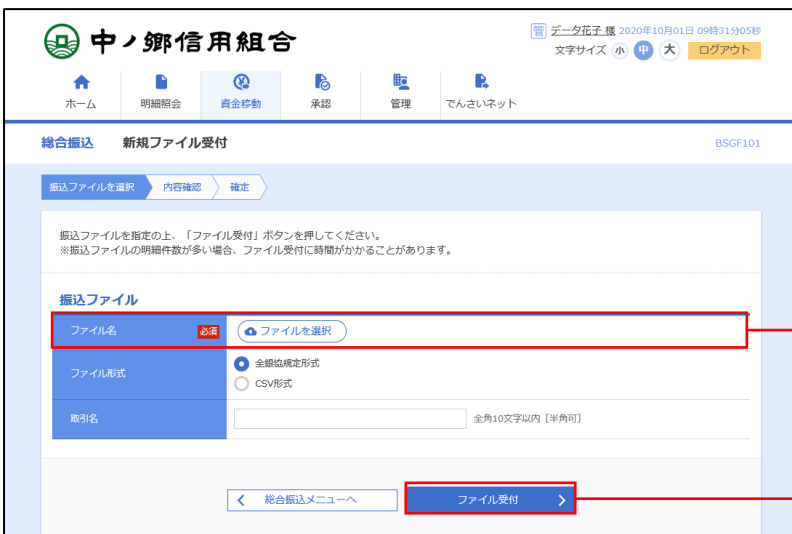 中ノ郷信用組合
管 データ花子 様 2020年10月01日 09時31分05秒
文字サイズ 小 中 大 ログアウト
ホーム 明細照会 資金移動 承認 管理 でんさいネット
総合振込 新規ファイル受付 BSGF101
振込ファイルを選択 内容確認 確定
振込ファイルを指定の上、「ファイル受付」ボタンを押してください。
※振込ファイルの明細件数が多い場合、ファイル受付に時間がかかることがあります。
振込ファイル
ファイル名 必須 ファイルを選択
ファイル形式 全銀協規定形式
CSV形式
取引名 全角10文字以内［半角可］
総合振込メニューへ ファイル受付